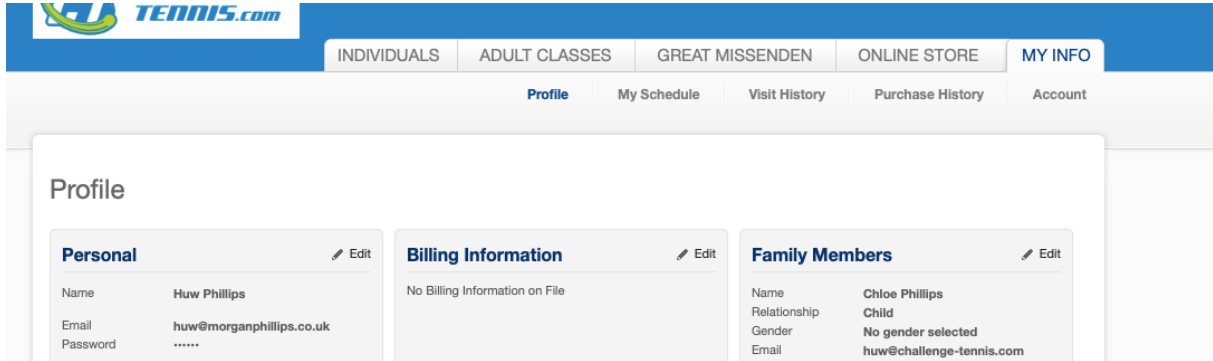 TENNIS.com
INDIVIDUALS ADULT CLASSES GREAT MISSENDEN ONLINE STORE MY INFO
Profile My Schedule Visit History Purchase History Account
Profile
Personal Edit
Name Huw Phillips
Email huw@morganphillips.co.uk
Password ······
Billing Information Edit
No Billing Information on File
Family Members Edit
Name Chloe Phillips
Relationship Child
Gender No gender selected
Email huw@challenge-tennis.com